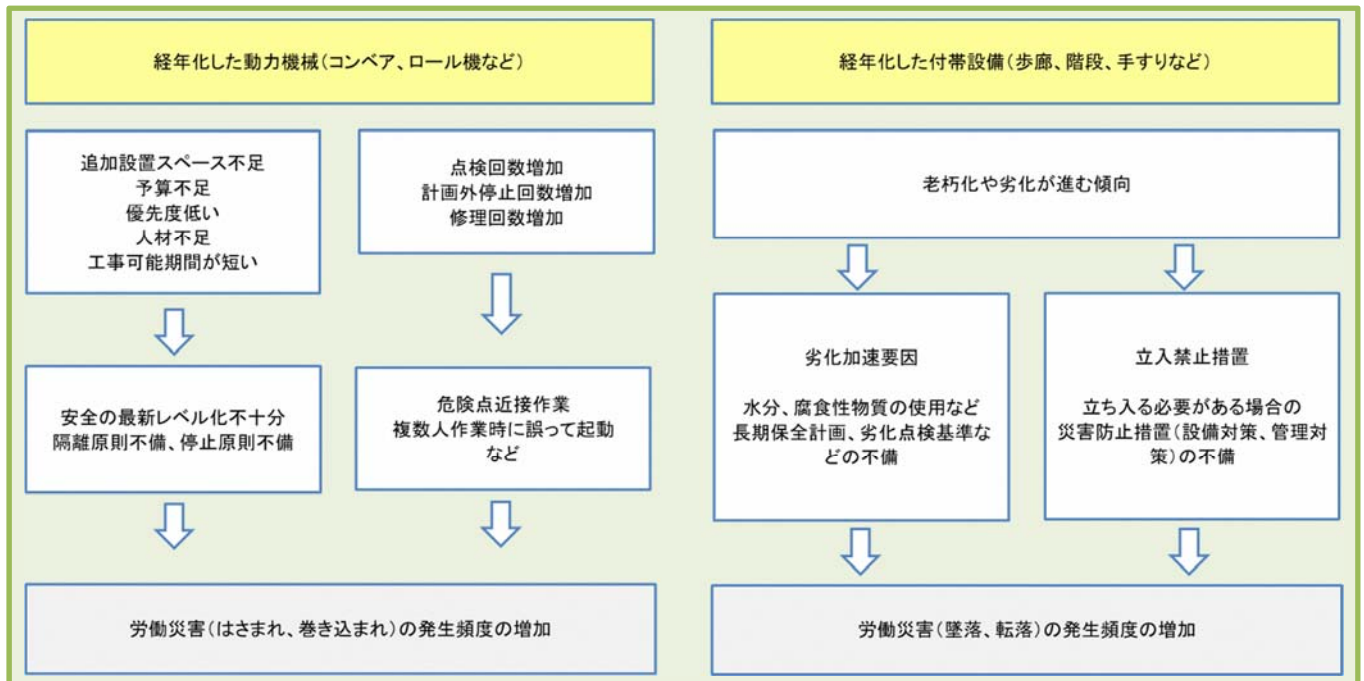 経年化した動力機械(コンベア、ロール機など)
追加設置スペース不足
予算不足
優先度低い
人材不足
工事可能期間が短い
点検回数増加
計画外停止回数増加
修理回数増加
安全の最新レベル化不十分
隔離原則不備、停止原則不備
危険点近接作業
複数人作業時に誤って起動
など
労働災害(はさまれ、巻き込まれ)の発生頻度の増加
経年化した付帯設備(歩廊、階段、手すりなど)
老朽化や劣化が進む傾向
劣化加速要因
水分、腐食性物質の使用など
長期保全計画、劣化点検基準な
どの不備
立入禁止措置
立ち入る必要がある場合の
災害防止措置(設備対策、管理対
策)の不備
労働災害(墜落、転落)の発生頻度の増加